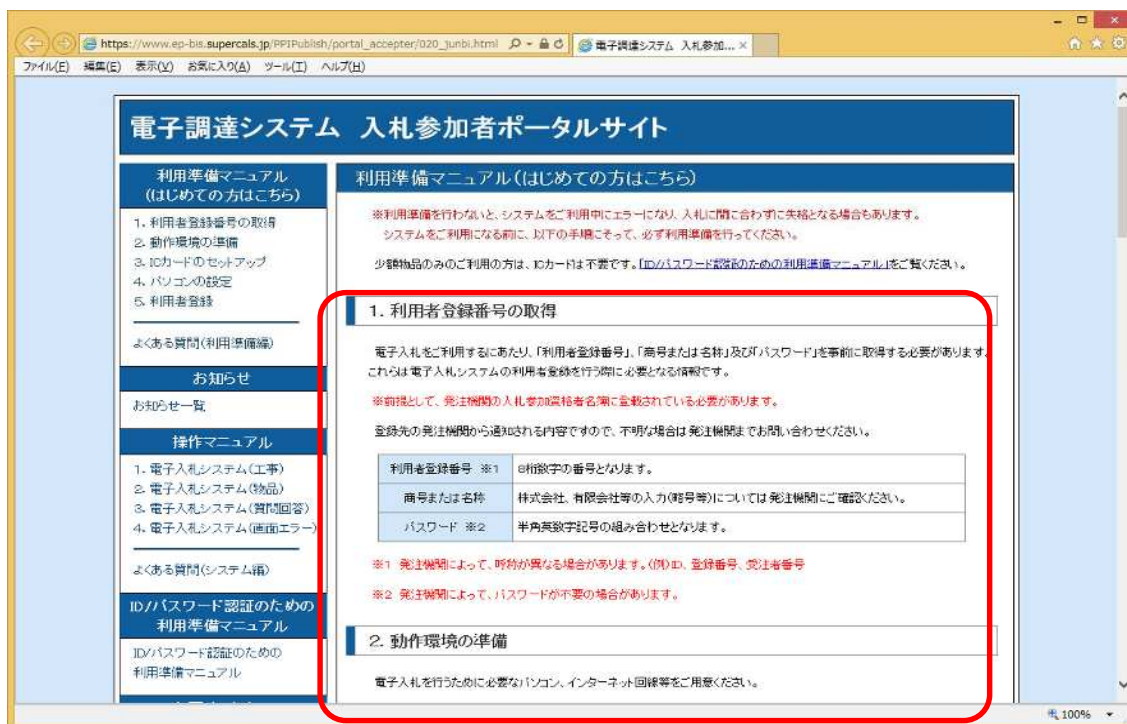 https://www.ep-bis.supercals.jp/PPIPublish/portal_accepter/020_junbi.html
電子調達システム 入札参加...
ファイル(F) 編集(E) 表示(V) お気に入り(A) ツール(T) ヘルプ(H)
電子調達システム 入札参加者ポータルサイト
利用準備マニュアル
(はじめての方はこちら)
1. 利用者登録番号の取得
2. 動作環境の準備
3. ICカードのセットアップ
4. パソコンの設定
5. 利用者登録
よくある質問(利用準備編)
お知らせ
お知らせ一覧
操作マニュアル
1. 電子入札システム(工事)
2. 電子入札システム(物品)
3. 電子入札システム(質問回答)
4. 電子入札システム(画面エラー)
よくある質問(システム編)
ID/パスワード認証のための
利用準備マニュアル
ID/パスワード認証のための
利用準備マニュアル
利用準備マニュアル(はじめての方はこちら)
※利用準備を行わないと、システムをご利用中にエラーになり、入札に間に合わずに失格となる場合もあります。
システムをご利用になる前に、以下の手順にそって、必ず利用準備を行ってください。
少額物品のみのご利用の方は、ICカードは不要です。「ID/パスワード認証のための利用準備マニュアル」をご覧ください。
1. 利用者登録番号の取得
電子入札をご利用するにあたり、「利用者登録番号」、「商号または名称」及び「パスワード」を事前に取得する必要があります。
これらは電子入札システムの利用者登録を行う際に必要となる情報です。
※前提として、発注機関の入札参加資格者名簿に登載されている必要があります。
登録先の発注機関から通知される内容ですので、不明な場合は発注機関までお問い合わせください。
利用者登録番号 ※1 8桁数字の番号となります。
商号または名称 株式会社、有限会社等の入力(略号等)については発注機関にご確認ください。
パスワード ※2 半角英数字記号の組み合わせとなります。
※1 発注機関によって、呼称が異なる場合があります。(例)ID、登録番号、受注者番号
※2 発注機関によって、パスワードが不要の場合があります。
2. 動作環境の準備
電子入札を行うために必要なパソコン、インターネット回線等をご用意ください。
100%